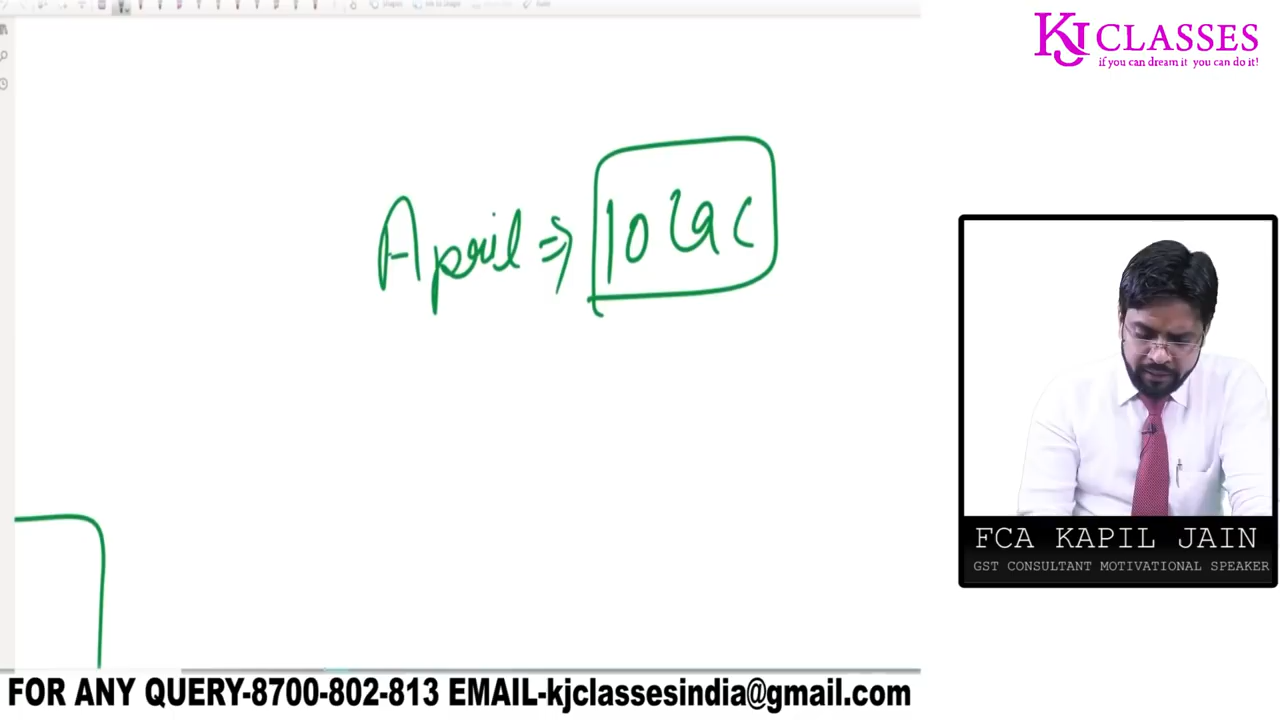 KJ CLASSES
if you can dream it you can do it!
April ⇒ 10 lac
FCA KAPIL JAIN
GST CONSULTANT MOTIVATIONAL SPEAKER
FOR ANY QUERY-8700-802-813 EMAIL-kjclassesindia@gmail.com